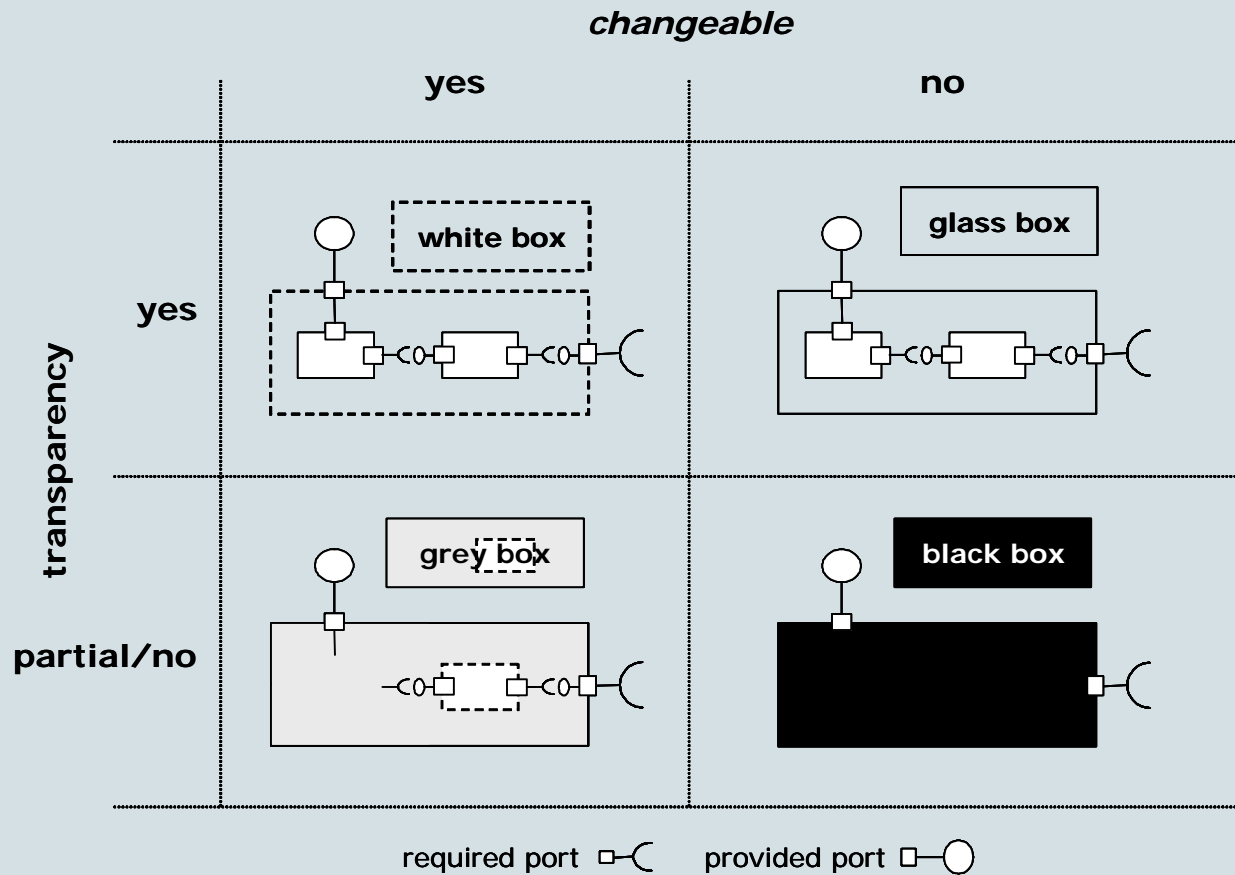 changeable
yes
no
white box
glass box
yes
transparency
grey box
black box
partial/no
required port
provided port